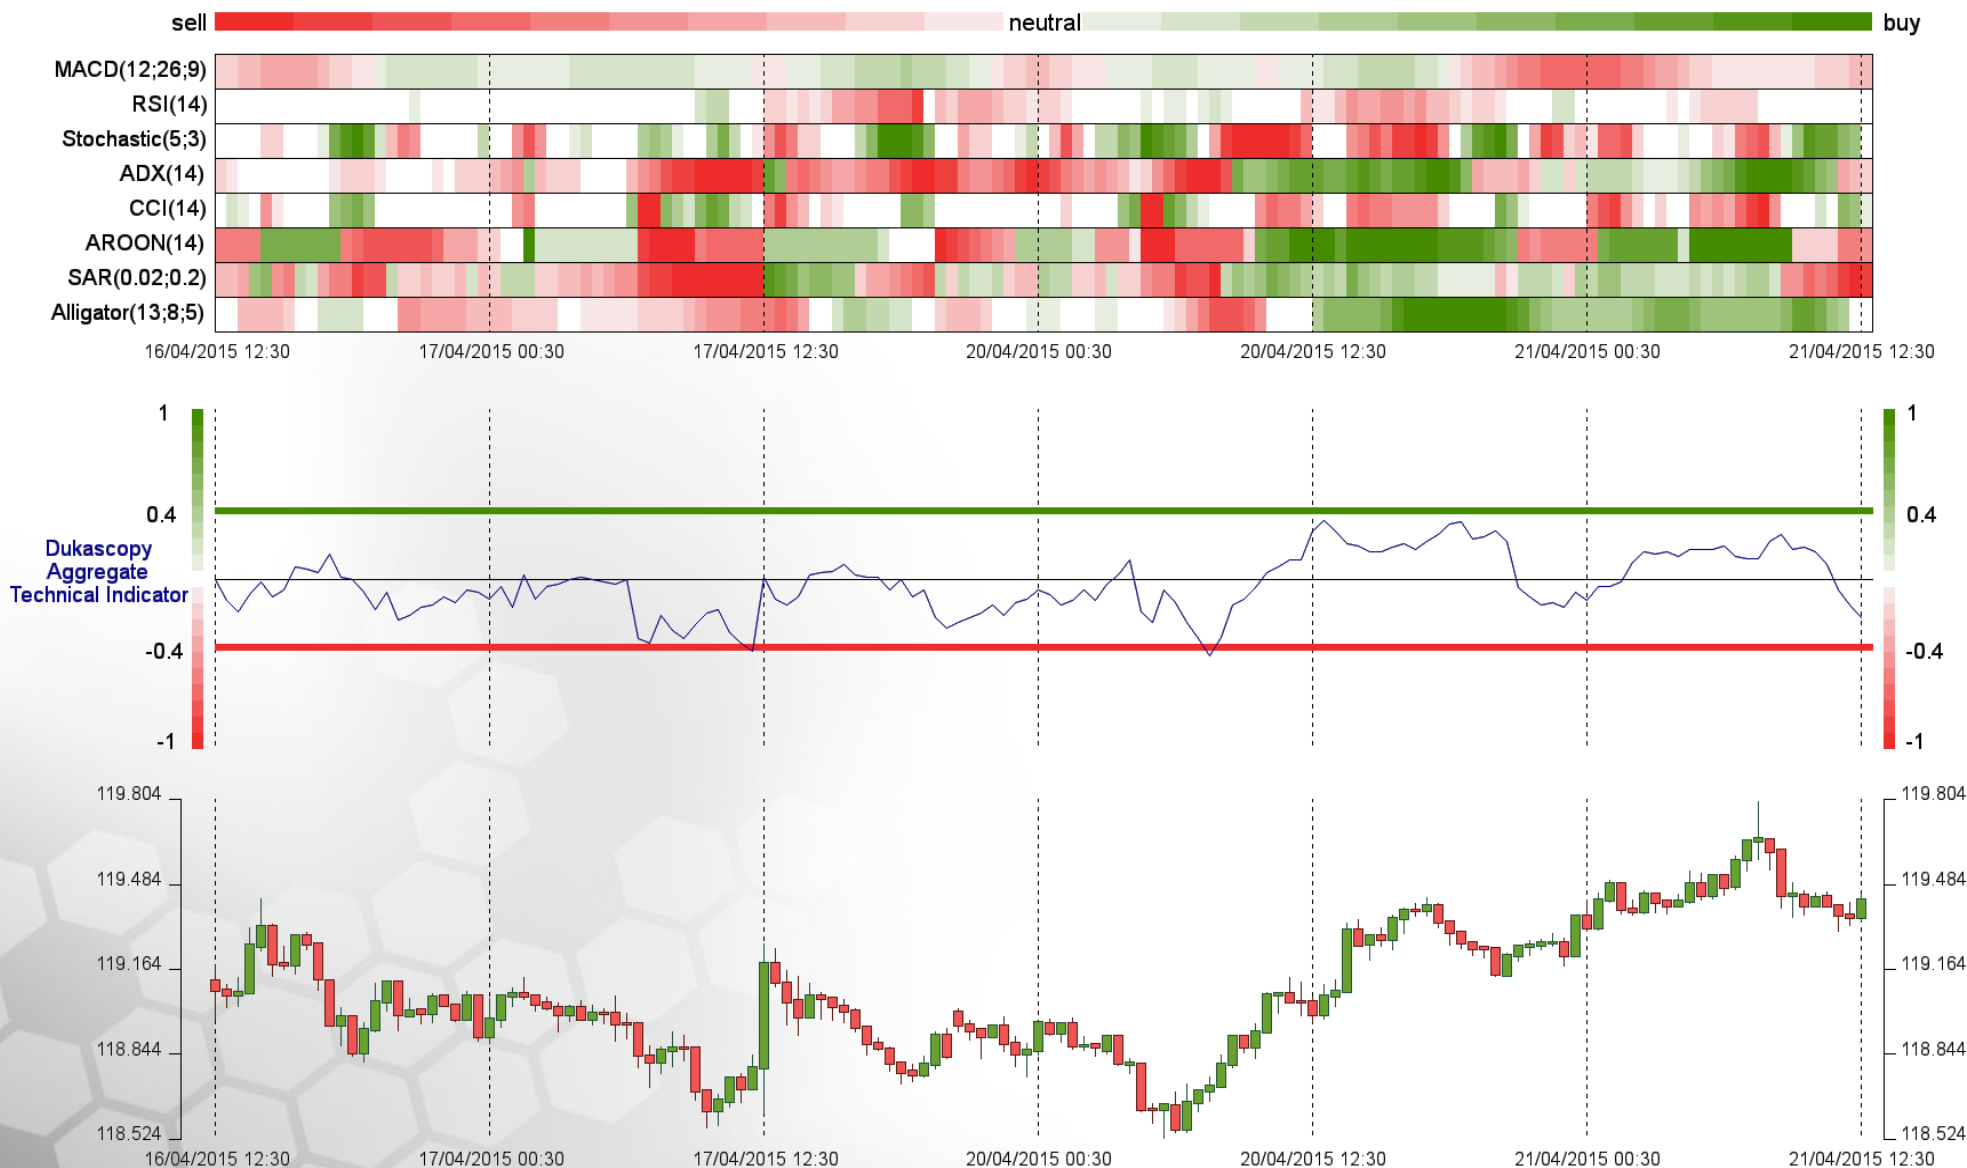 sell neutral buy
MACD(12;26;9)
RSI(14)
Stochastic(5;3)
ADX(14)
CCI(14)
AROON(14)
SAR(0.02;0.2)
Alligator(13;8;5)
16/04/2015 12:30 17/04/2015 00:30 17/04/2015 12:30 20/04/2015 00:30 20/04/2015 12:30 21/04/2015 00:30 21/04/2015 12:30
1 1
0.4 0.4
Dukascopy
Aggregate
Technical Indicator
-0.4 -0.4
-1 -1
119.804 119.804
119.484 119.484
119.164 119.164
118.844 118.844
118.524 118.524
16/04/2015 12:30 17/04/2015 00:30 17/04/2015 12:30 20/04/2015 00:30 20/04/2015 12:30 21/04/2015 00:30 21/04/2015 12:30